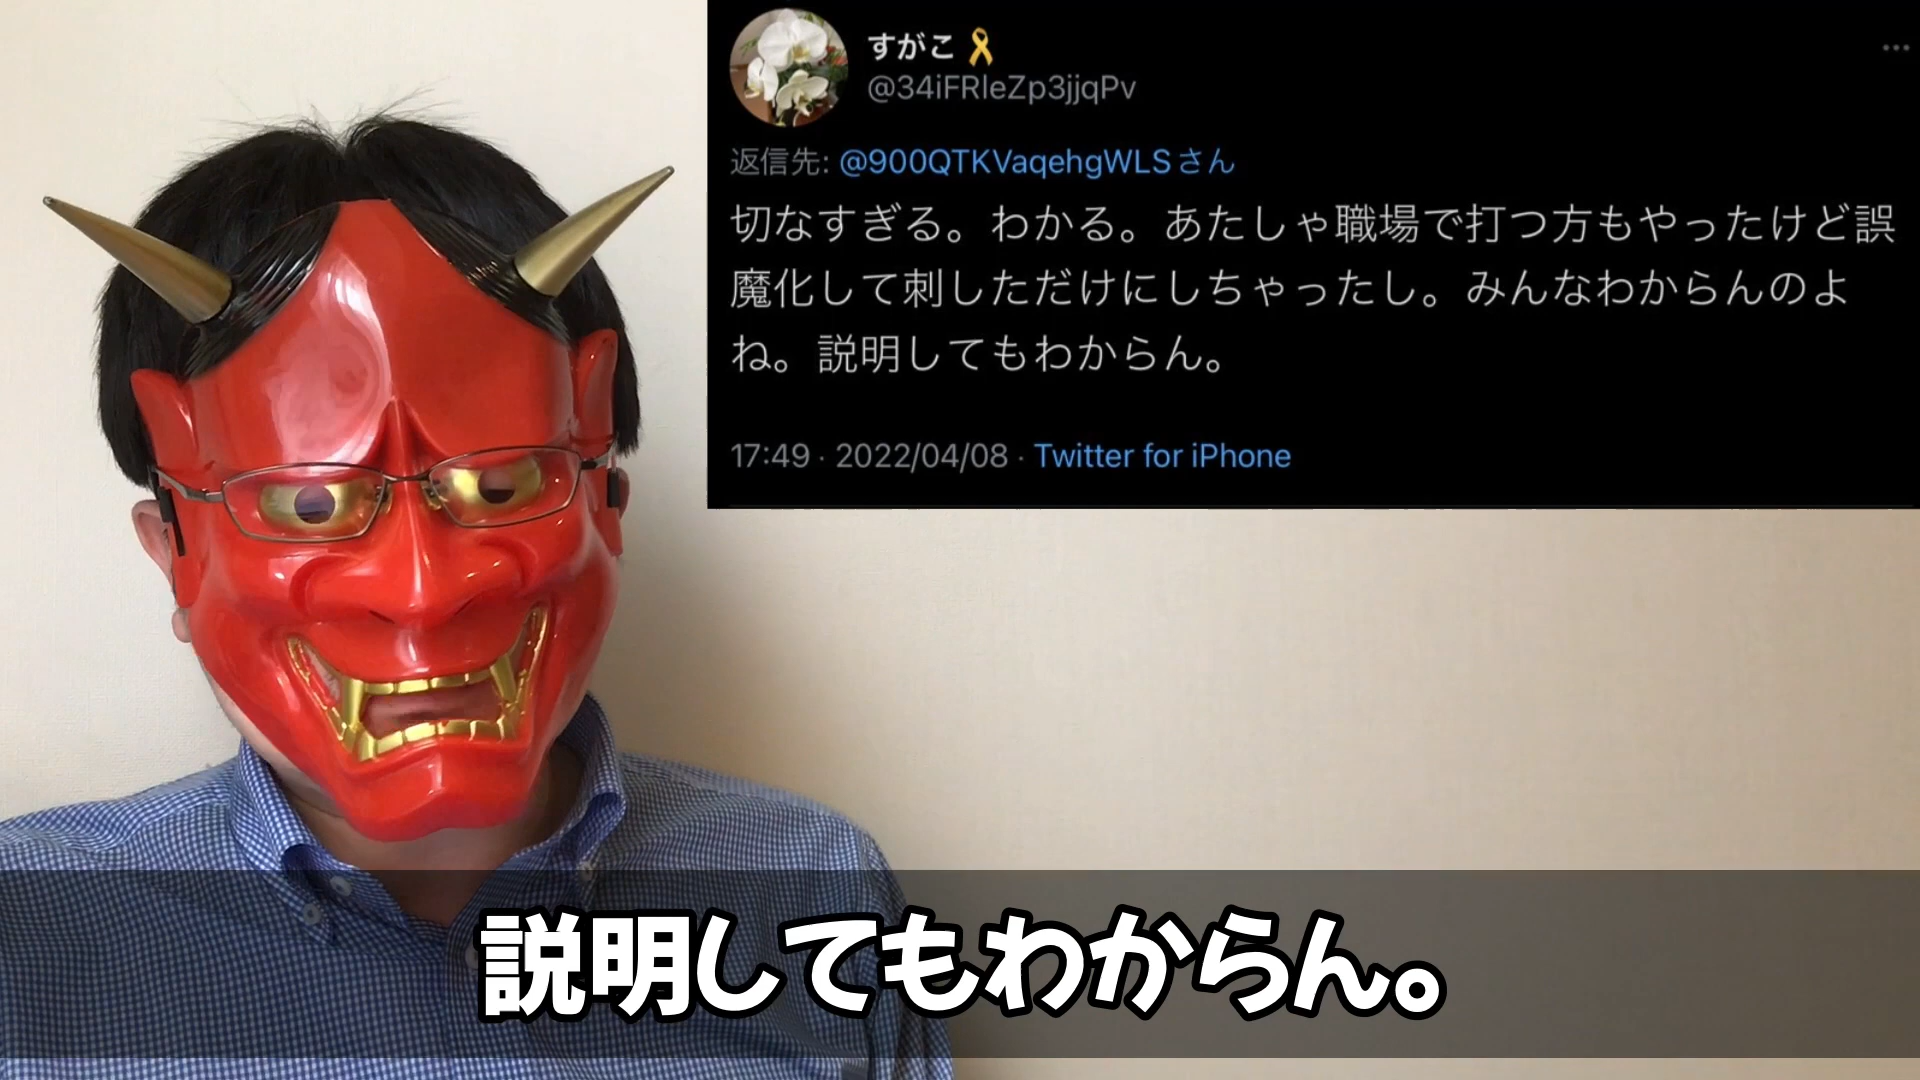 すがこ🎗
@34iFRleZp3jjqPv
返信先: @900QTKVaqehgWLSさん
切なすぎる。わかる。あたしゃ職場で打つ方もやったけど誤
魔化して刺しただけにしちゃったし。みんなわからんのよ
ね。説明してもわからん。
17:49 · 2022/04/08 · Twitter for iPhone
説明してもわからん。